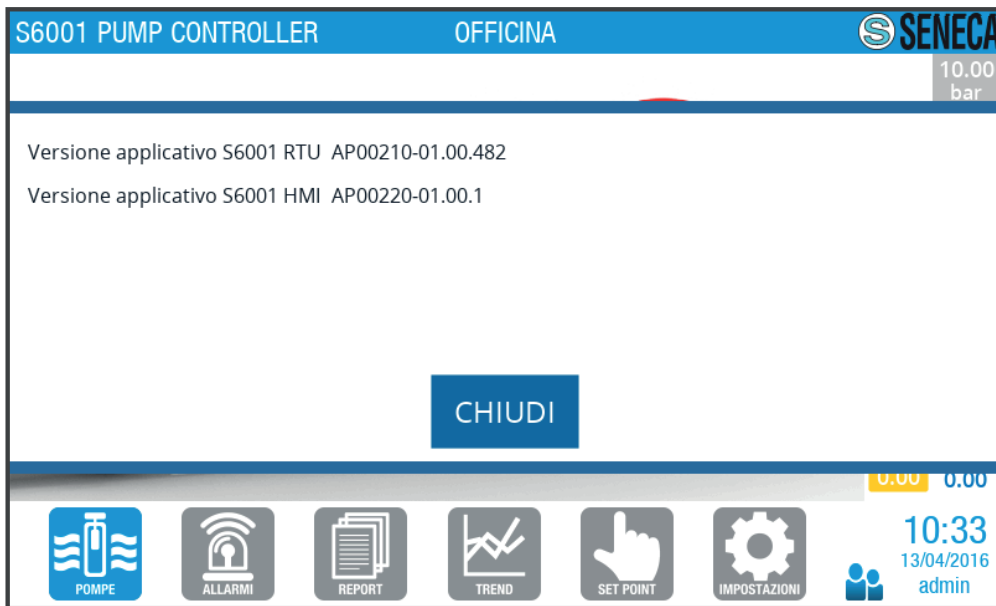 S6001 PUMP CONTROLLER OFFICINA SENECA
10.00
bar
Versione applicativo S6001 RTU AP00210-01.00.482
Versione applicativo S6001 HMI AP00220-01.00.1
CHIUDI
0.00 0.00
POMPE ALLARMI REPORT TREND SET POINT IMPOSTAZIONI
10:33
13/04/2016
admin